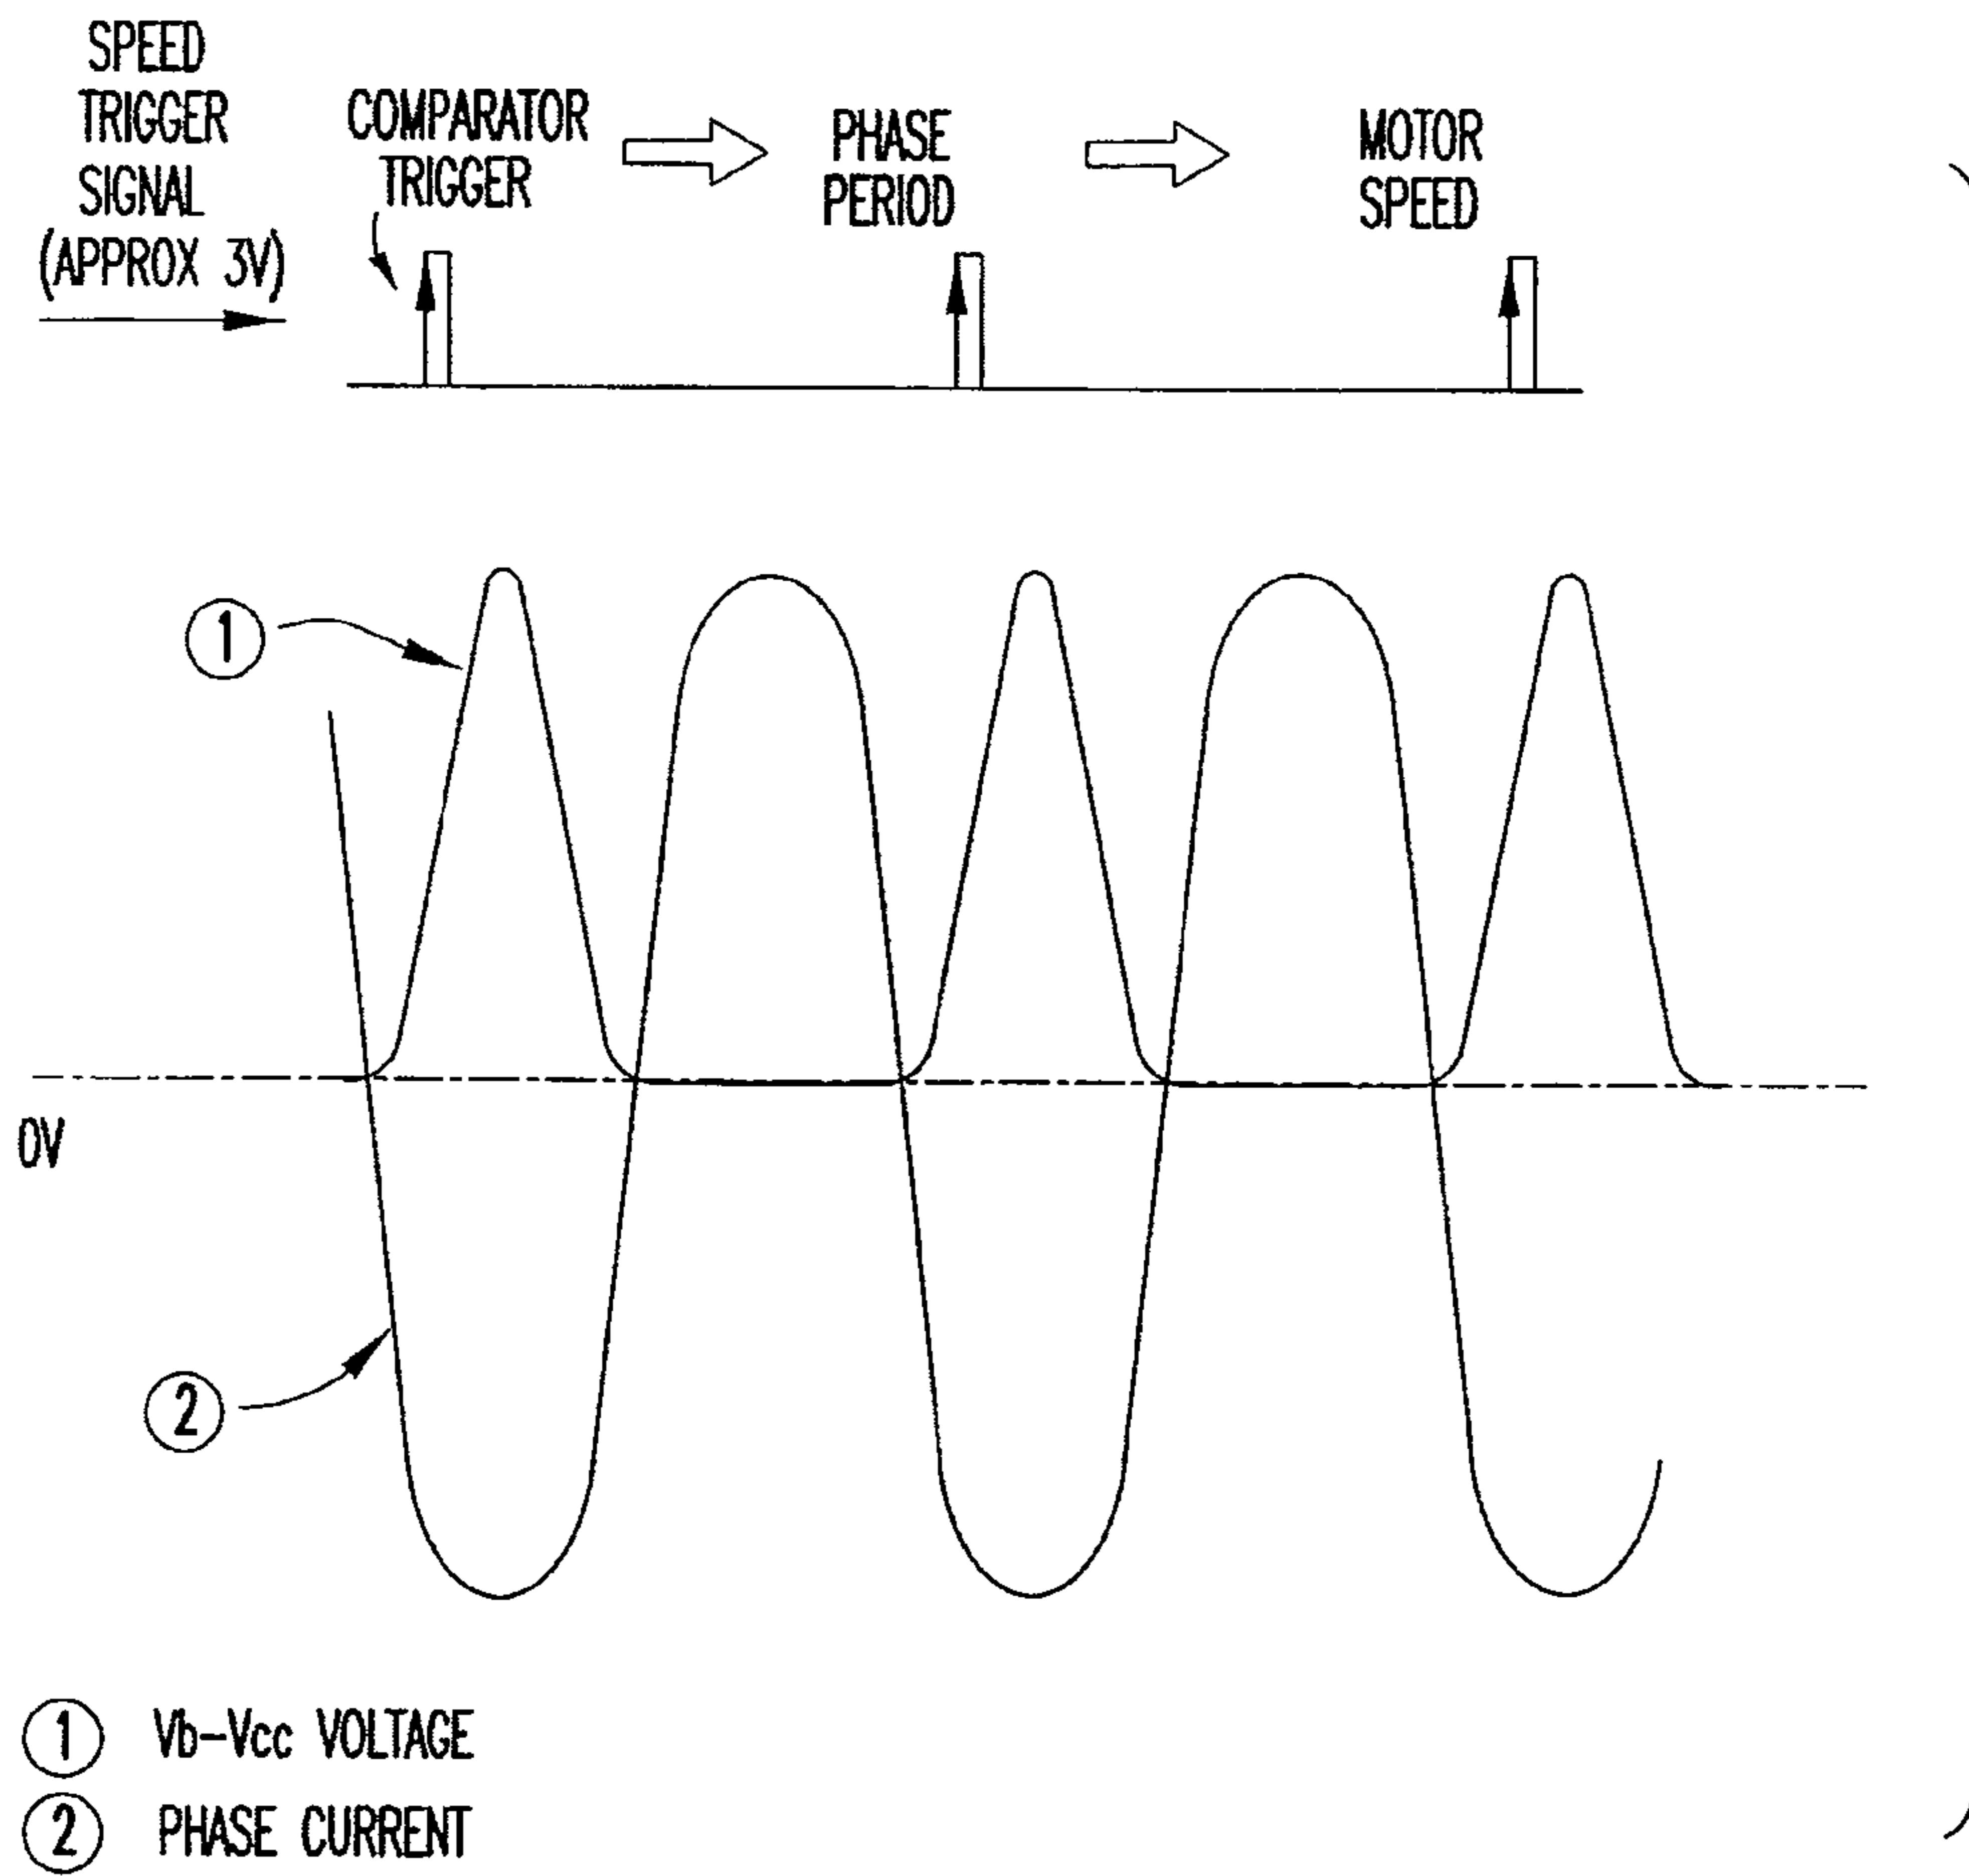 SPEED
TRIGGER
SIGNAL
(APPROX 3V)
COMPARATOR
TRIGGER
PHASE
PERIOD
MOTOR
SPEED
1
0V
2
1 Vb-Vcc VOLTAGE
2 PHASE CURRENT